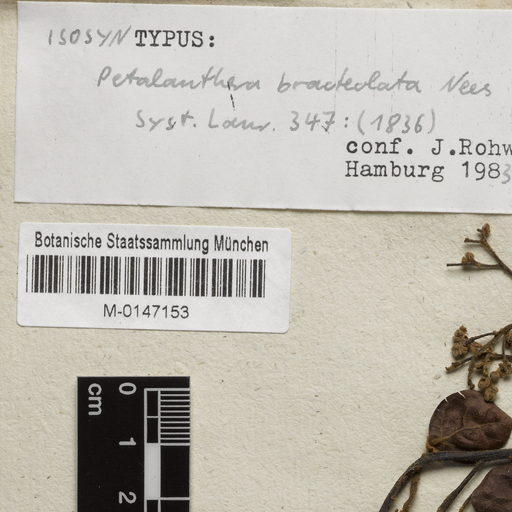 ISOSYN TYPUS:
Petalanthera bracteolata Nees
Syst. Laur. 347: (1836)
conf. J.Rohw
Hamburg 1983
Botanische Staatssammlung München
M-0147153
cm
0
1
2